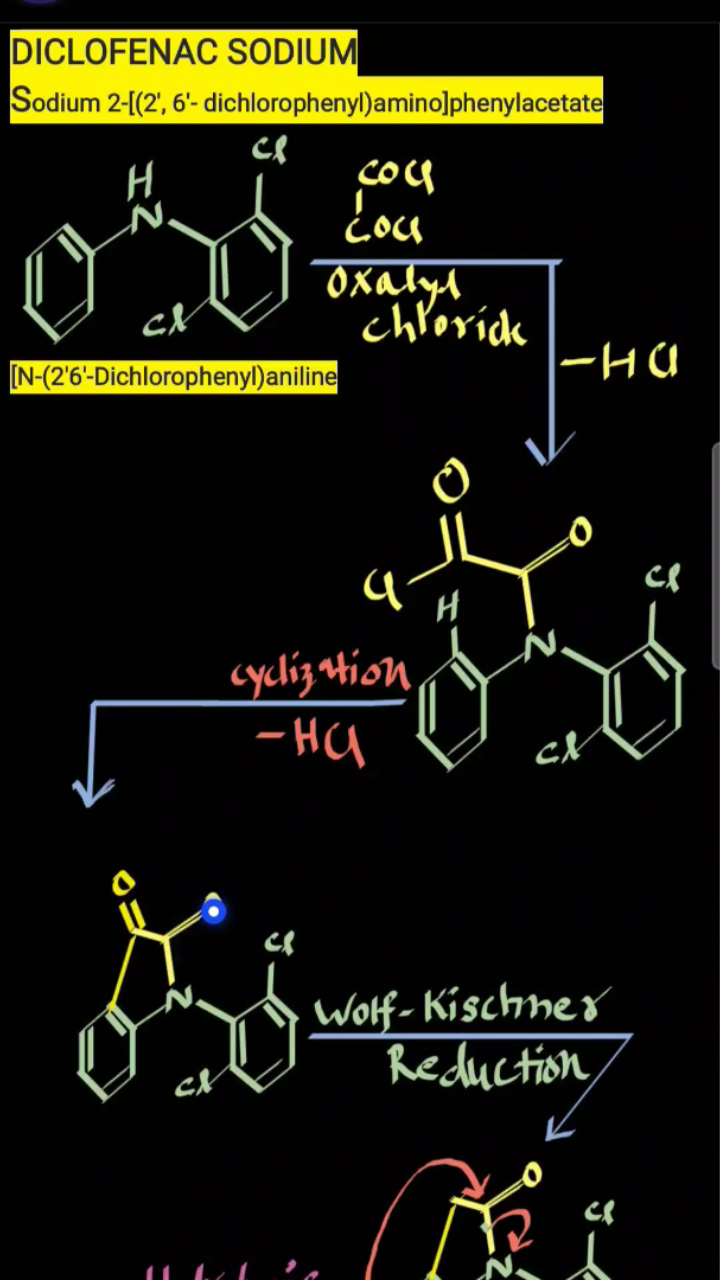 DICLOFENAC SODIUM
Sodium 2-[(2', 6'- dichlorophenyl)amino]phenylacetate
Cl
H
N
Cl
COCl
COCl
Oxalyl
chloride
-HCl
[N-(2'6'-Dichlorophenyl)aniline
O
O
Cl
H
Cl
N
Cl
cyclization
-HCl
O
Cl
N
Cl
Wolf-Kischner
Reduction
O
Cl
N